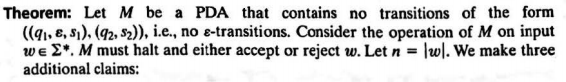 Theorem: Let M be a PDA that contains no transitions of the form
((q₁, ε, s₁), (q₂, s₂)), i.e., no ε-transitions. Consider the operation of M on input
w ∈ Σ*. M must halt and either accept or reject w. Let n = |w|. We make three
additional claims: